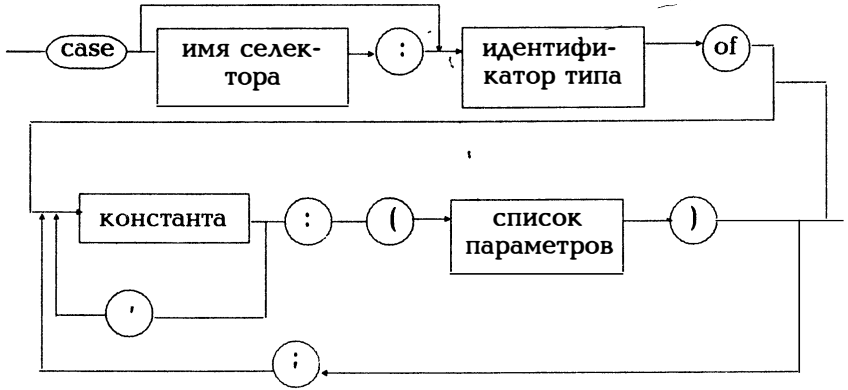 case
имя селек-
тора
:
идентифи-
катор типа
of
константа
:
(
список
параметров
)
,
;